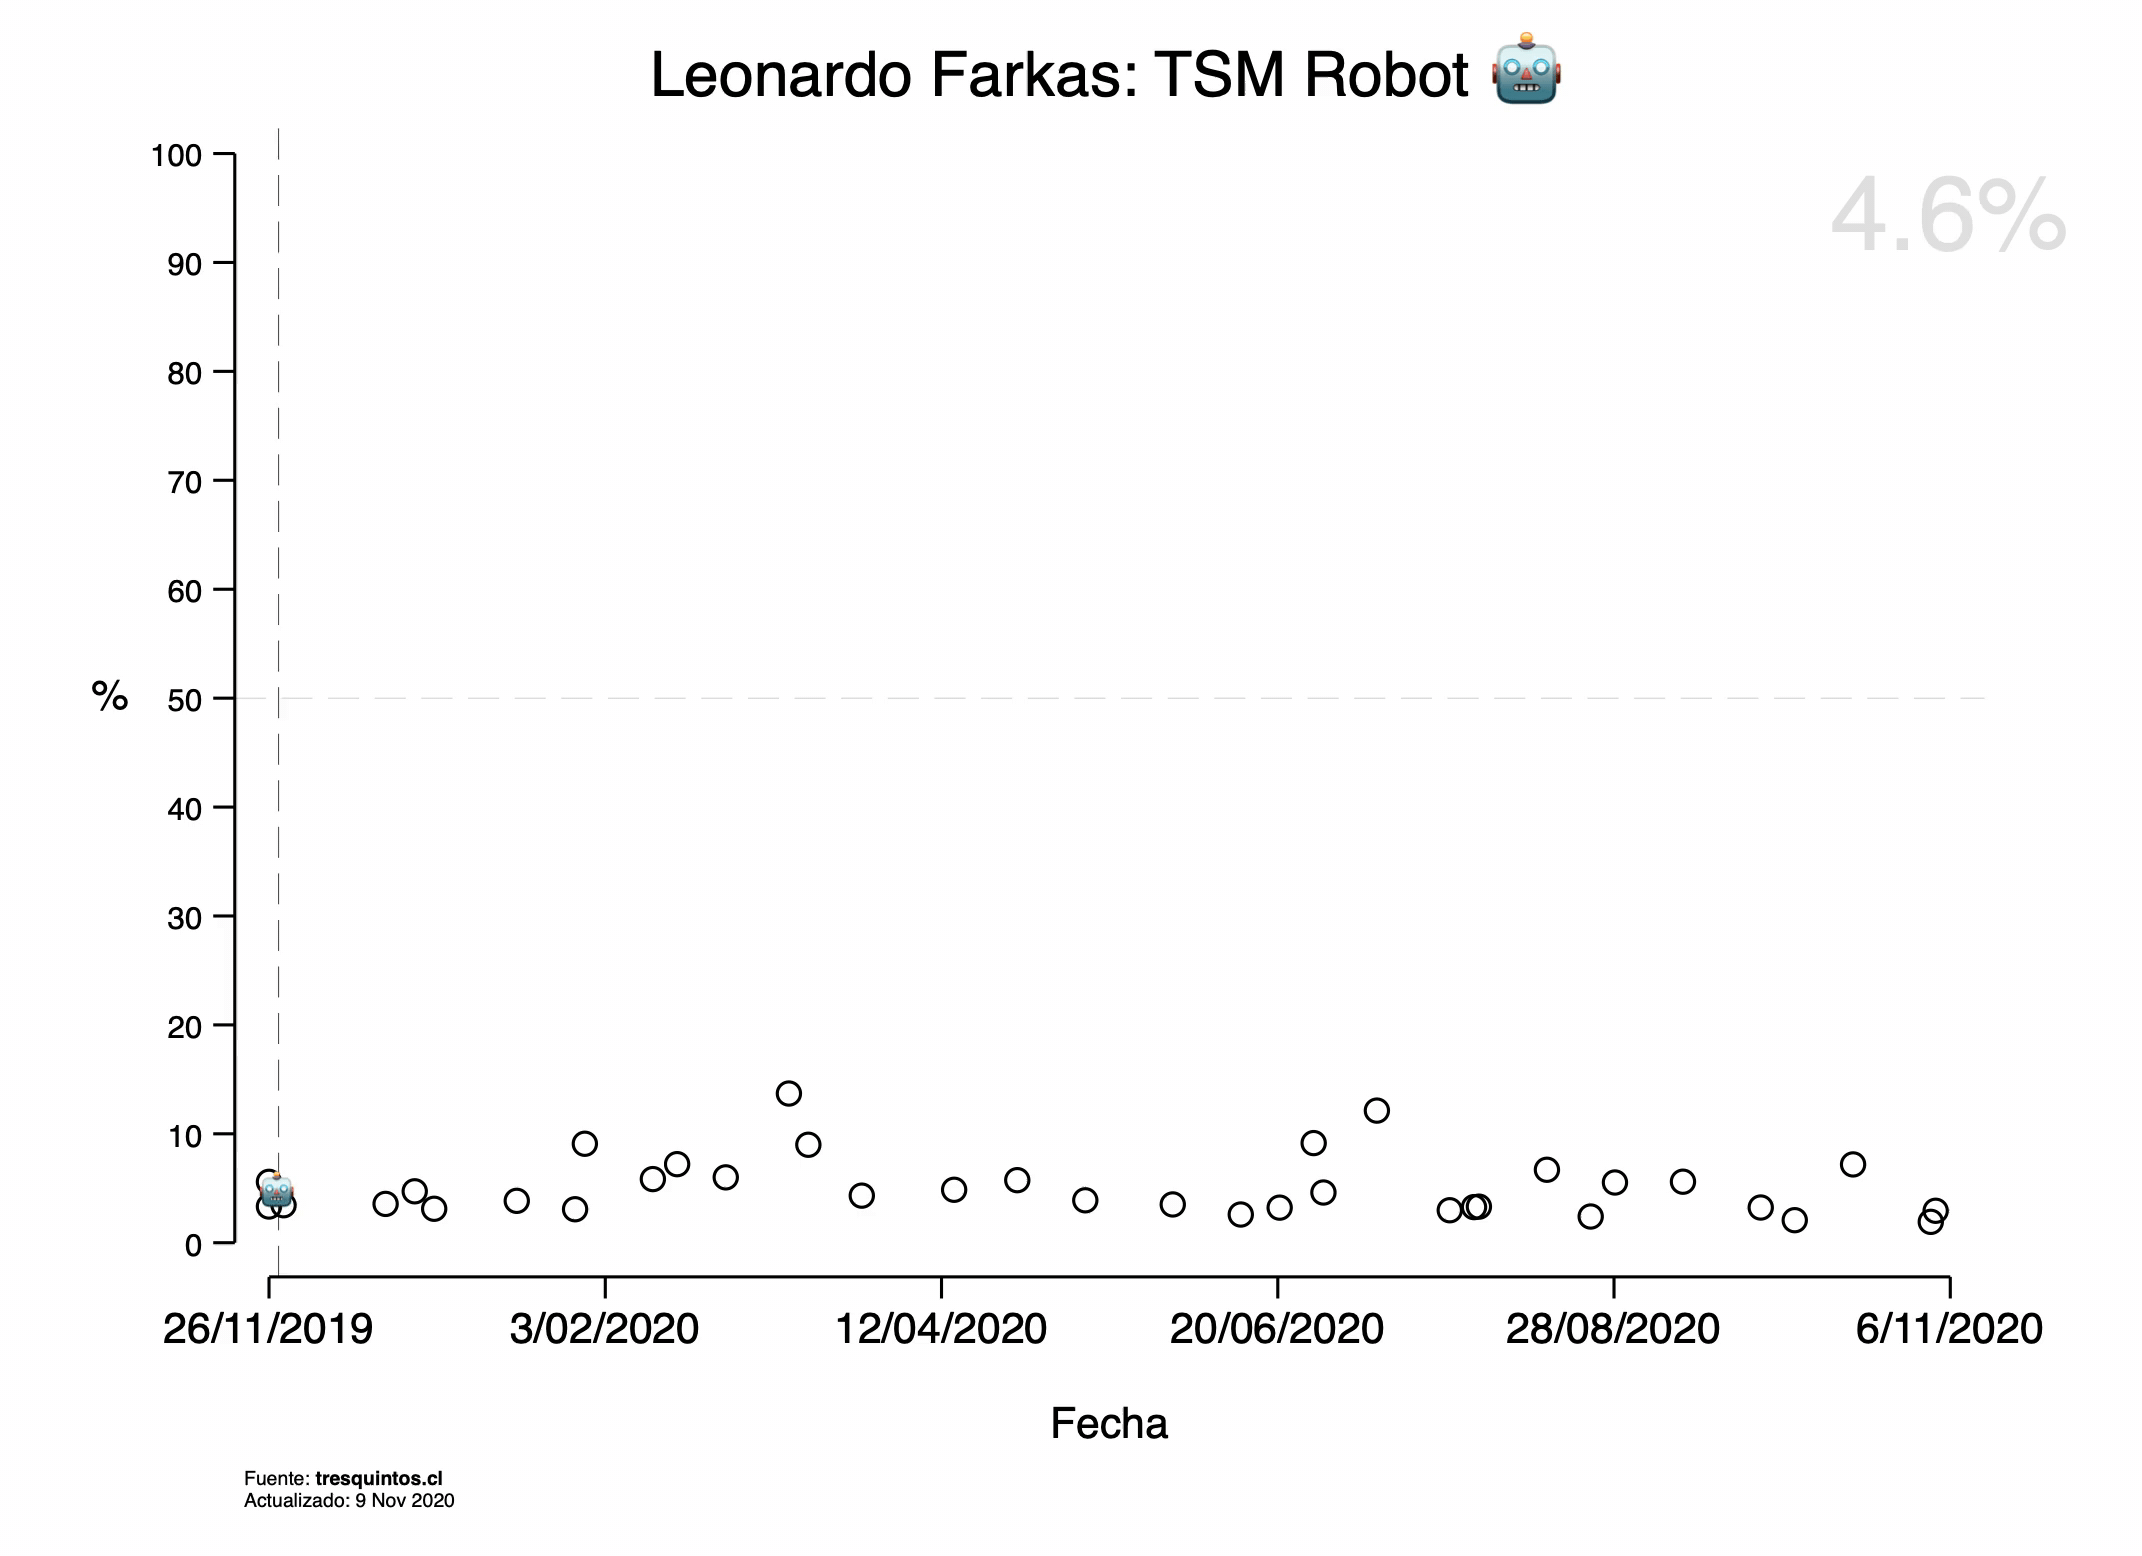 Leonardo Farkas: TSM Robot 🤖
4.6%
100
90
80
70
60
50
40
30
20
10
0
%
26/11/2019 3/02/2020 12/04/2020 20/06/2020 28/08/2020 6/11/2020
Fecha
Fuente: tresquintos.cl
Actualizado: 9 Nov 2020